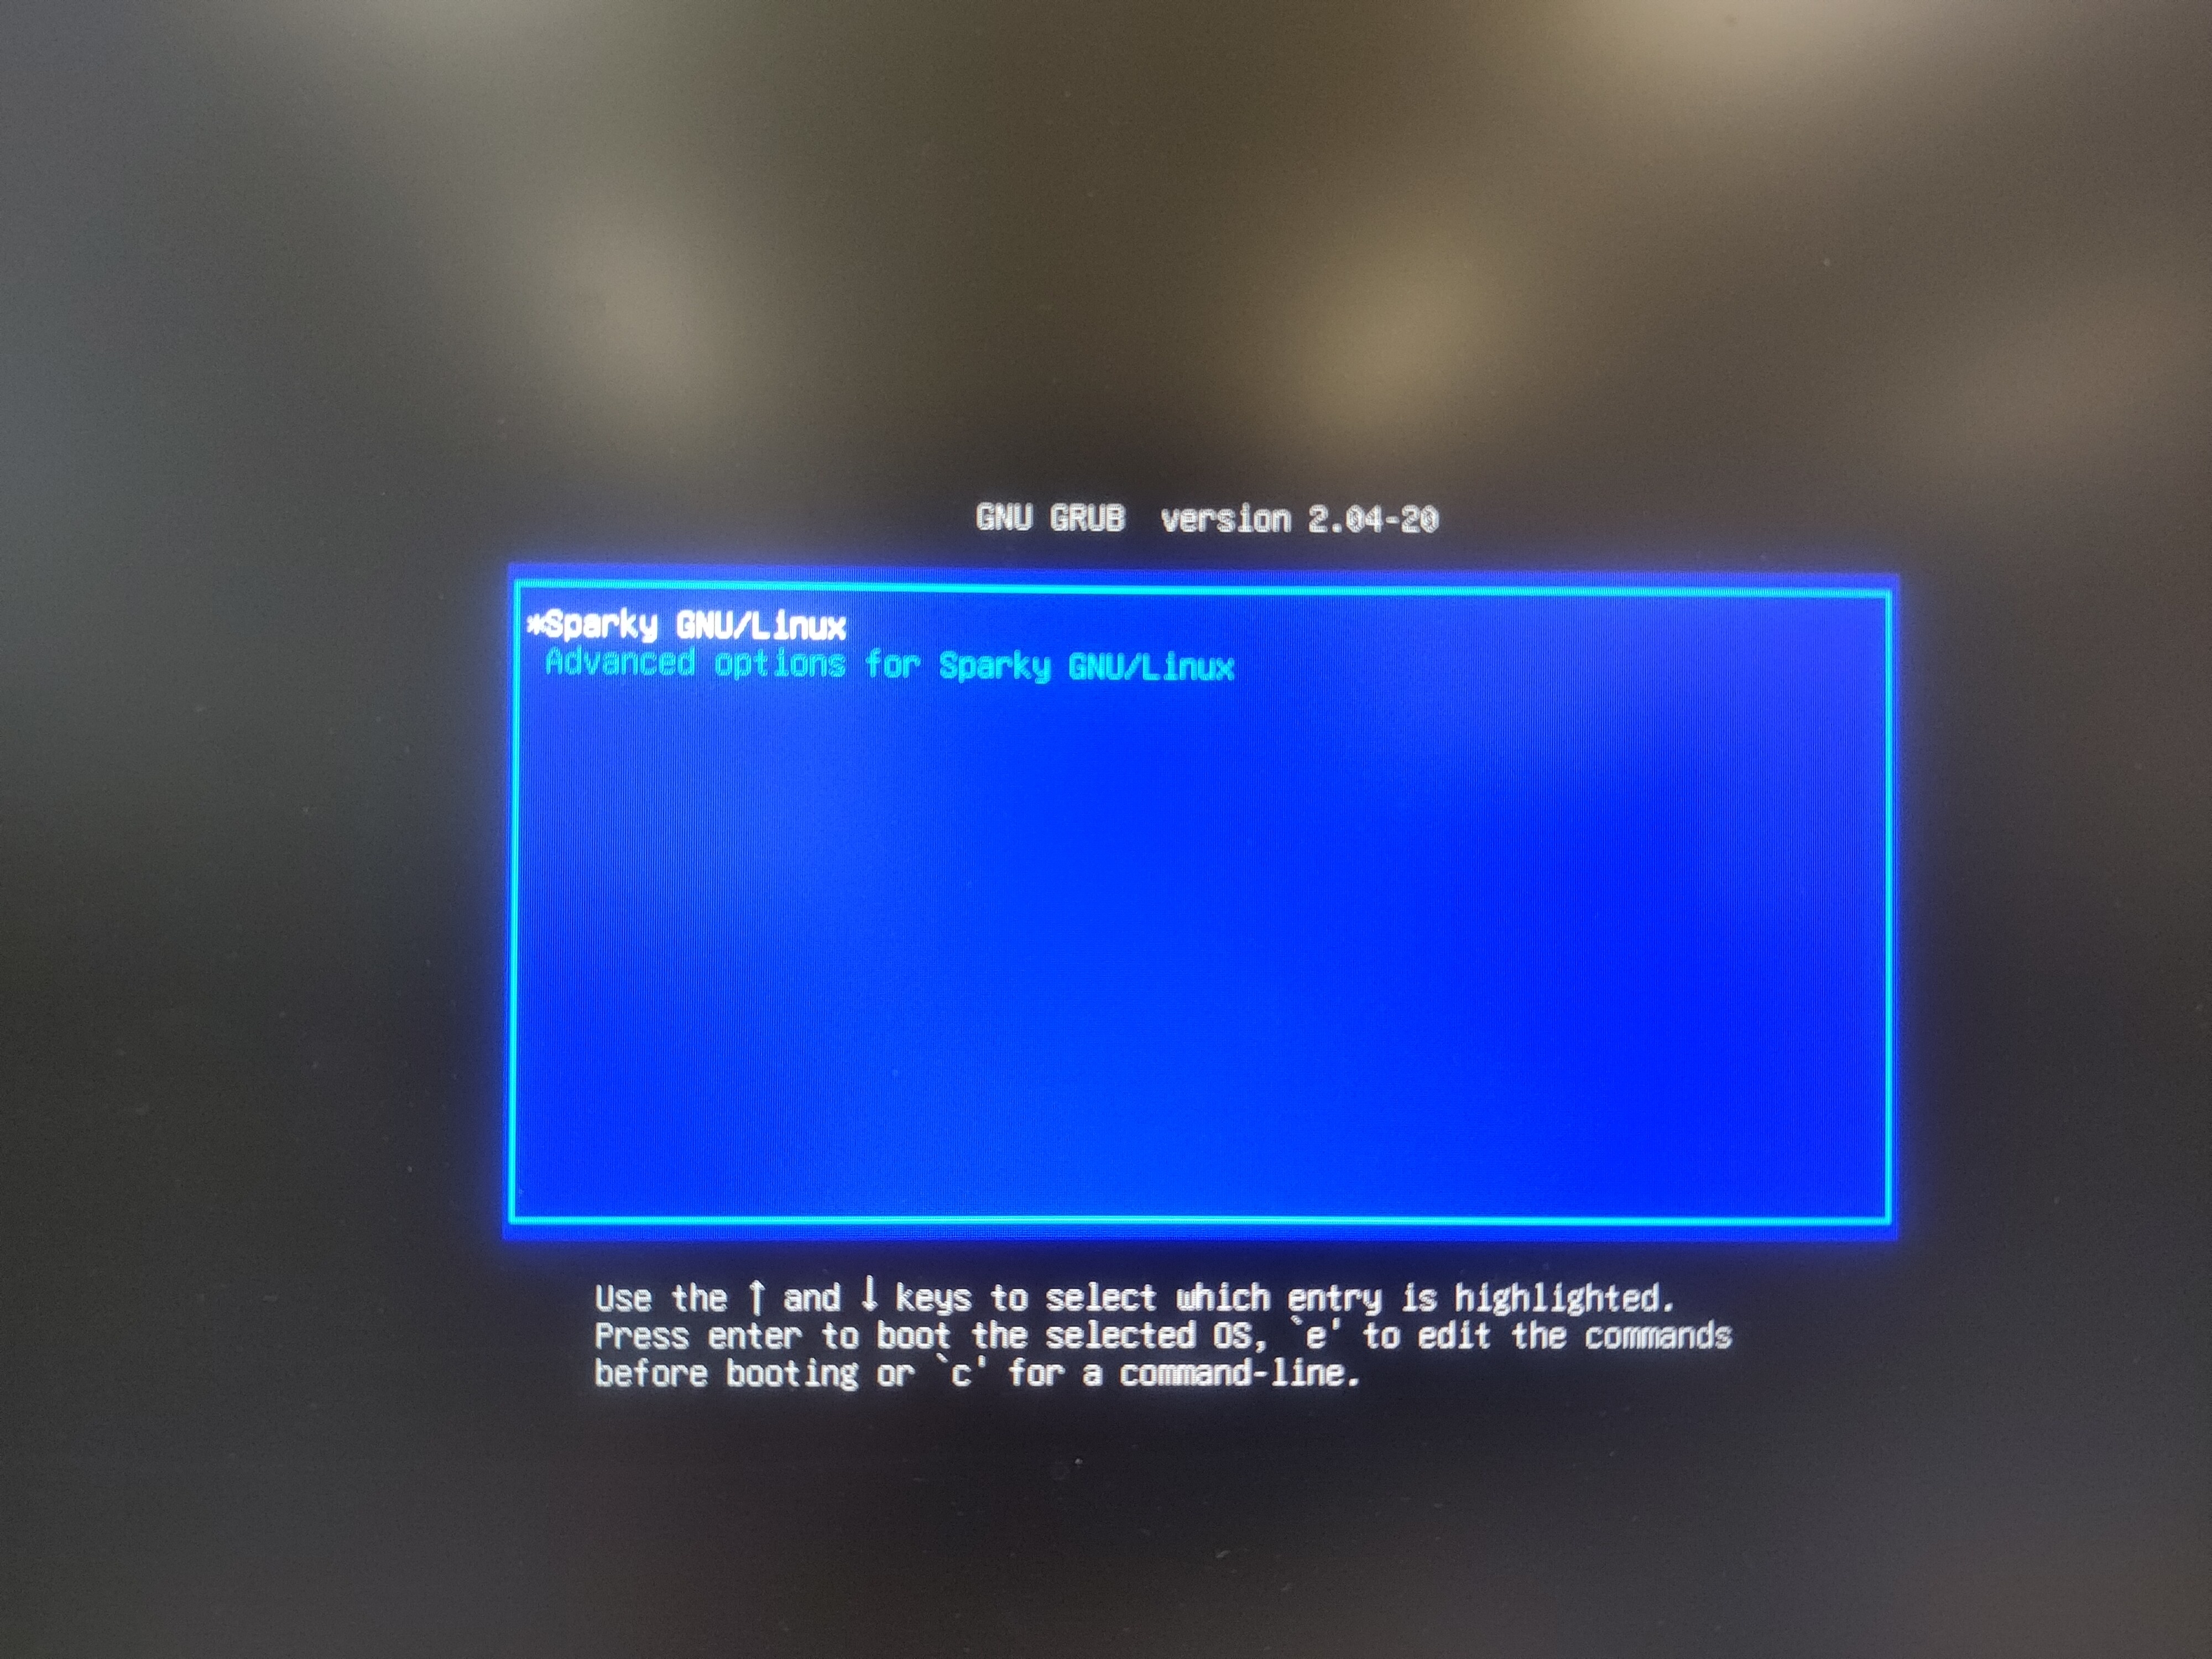 GNU GRUB  version 2.04-20
*Sparky GNU/Linux
Advanced options for Sparky GNU/Linux
Use the ↑ and ↓ keys to select which entry is highlighted.
Press enter to boot the selected OS, `e' to edit the commands
before booting or `c' for a command-line.